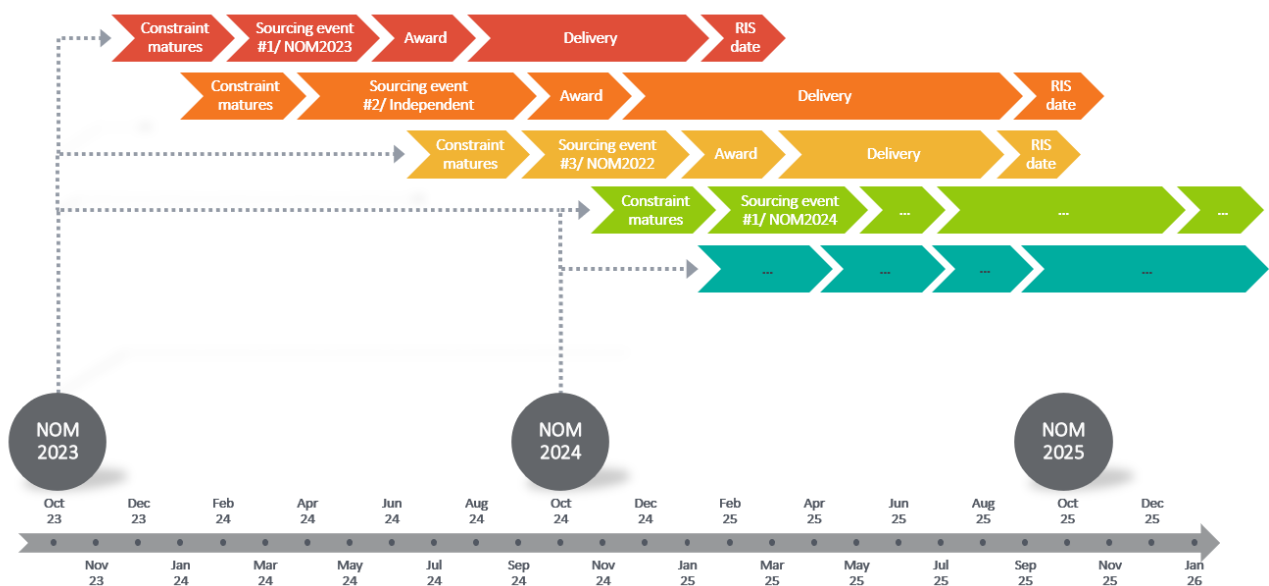 Constraint
matures
Sourcing event
#1/ NOM2023
Award
Delivery
RIS
date
Constraint
matures
Sourcing event
#2/ Independent
Award
Delivery
RIS
date
Constraint
matures
Sourcing event
#3/ NOM2022
Award
Delivery
RIS
date
Constraint
matures
Sourcing event
#1/ NOM2024
...
...
...
...
...
...
...
NOM
2023
NOM
2024
NOM
2025
Oct
23
Dec
23
Feb
24
Apr
24
Jun
24
Aug
24
Oct
24
Dec
24
Feb
25
Apr
25
Jun
25
Aug
25
Oct
25
Dec
25
Nov
23
Jan
24
Mar
24
May
24
Jul
24
Sep
24
Nov
24
Jan
25
Mar
25
May
25
Jul
25
Sep
25
Nov
25
Jan
26